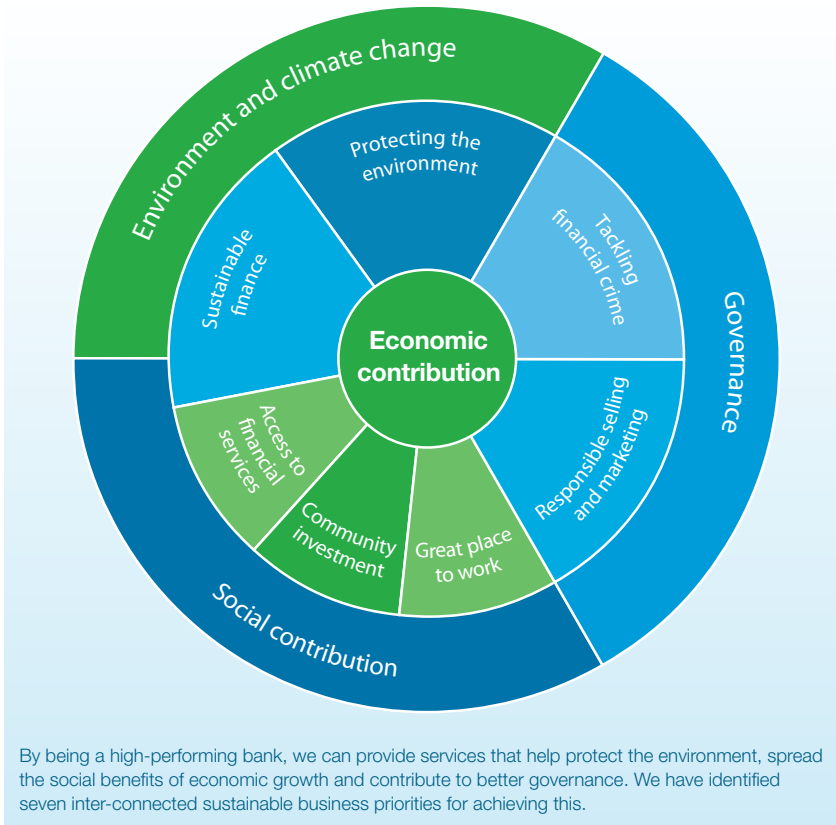 Environment and climate change
Protecting the
environment
Tackling
financial crime
Governance
Sustainable
finance
Economic
contribution
Responsible selling
and marketing
Access to
financial
services
Community
investment
Great place
to work
Social contribution
By being a high-performing bank, we can provide services that help protect the environment, spread
the social benefits of economic growth and contribute to better governance. We have identified
seven inter-connected sustainable business priorities for achieving this.